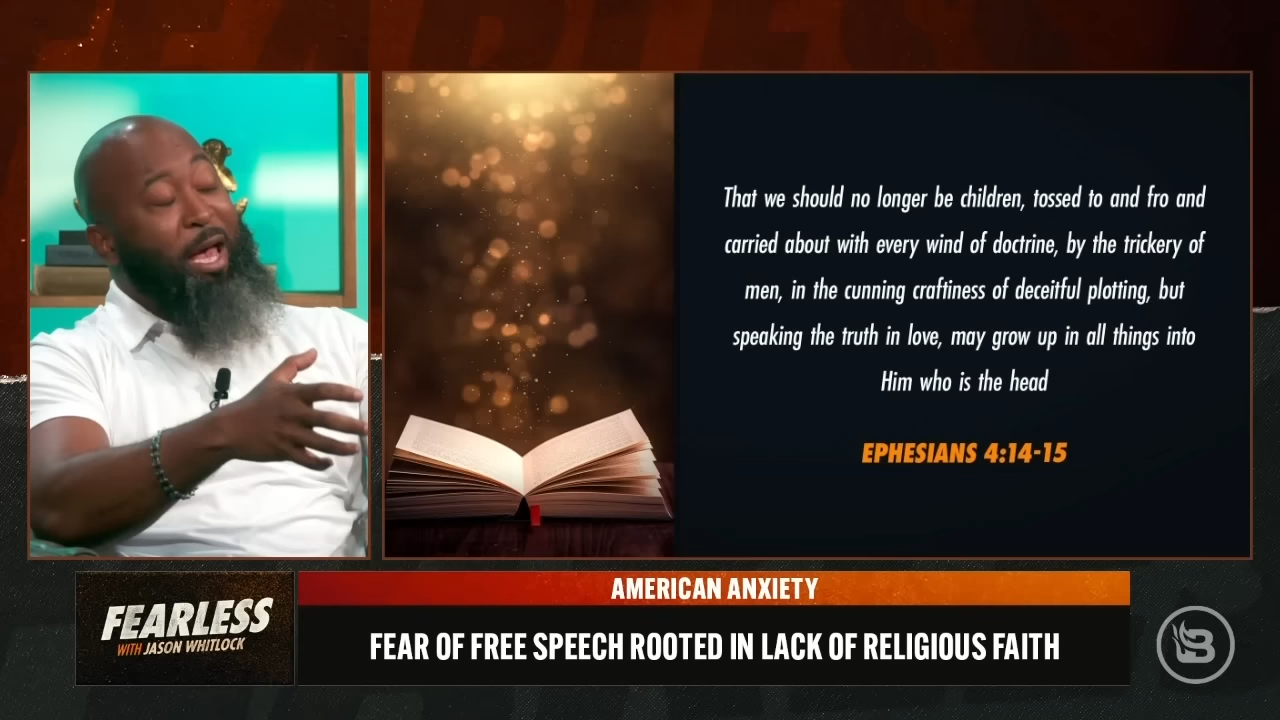 That we should no longer be children, tossed to and fro and
carried about with every wind of doctrine, by the trickery of
men, in the cunning craftiness of deceitful plotting, but
speaking the truth in love, may grow up in all things into
Him who is the head
EPHESIANS 4:14-15
AMERICAN ANXIETY
FEARLESS
WITH JASON WHITLOCK
FEAR OF FREE SPEECH ROOTED IN LACK OF RELIGIOUS FAITH
B